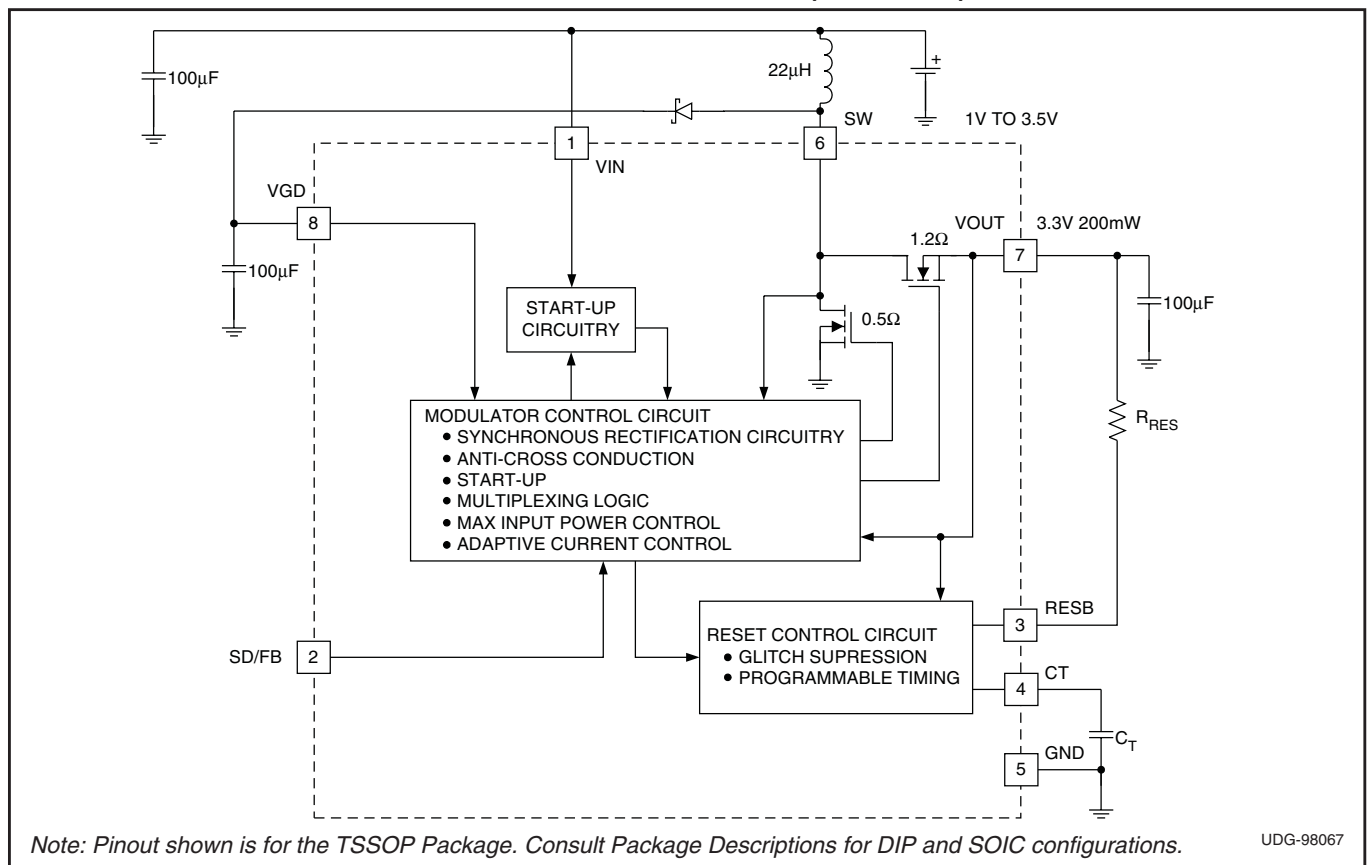 100µF
22µH
+
SW
1V TO 3.5V
1
6
VIN
VGD
8
VOUT
3.3V 200mW
1.2Ω
7
100µF
START-UP
CIRCUITRY
0.5Ω
100µF
MODULATOR CONTROL CIRCUIT
• SYNCHRONOUS RECTIFICATION CIRCUITRY
• ANTI-CROSS CONDUCTION
• START-UP
• MULTIPLEXING LOGIC
• MAX INPUT POWER CONTROL
• ADAPTIVE CURRENT CONTROL
RRES
SD/FB
2
RESET CONTROL CIRCUIT
• GLITCH SUPRESSION
• PROGRAMMABLE TIMING
RESB
3
CT
4
CT
GND
5
Note: Pinout shown is for the TSSOP Package. Consult Package Descriptions for DIP and SOIC configurations.
UDG-98067